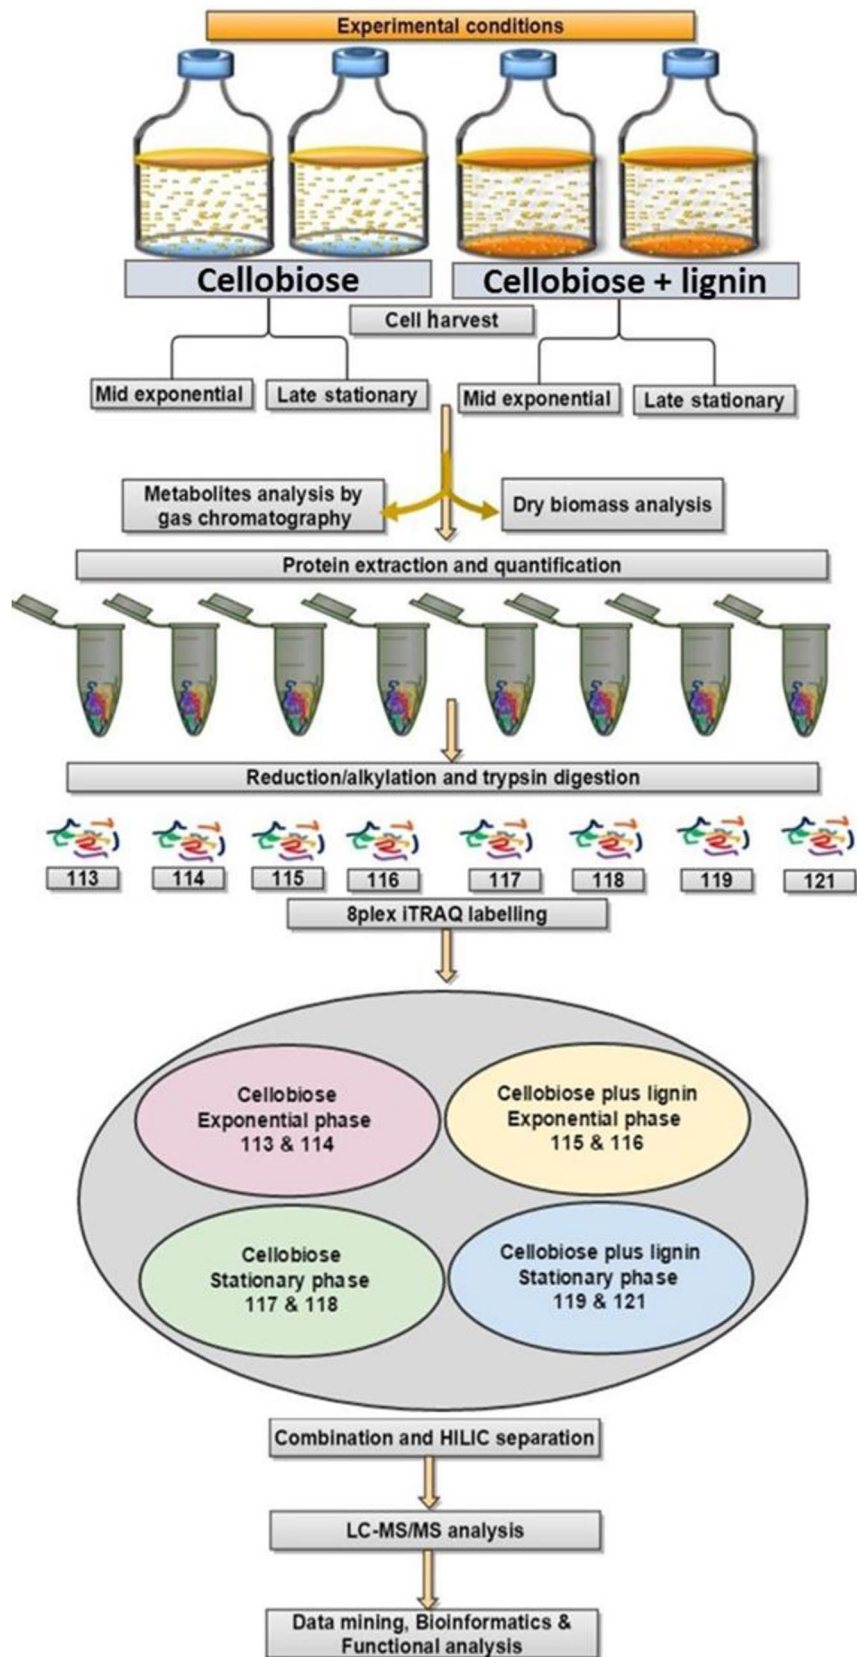 Experimental conditions
Cellobiose
Cellobiose + lignin
Cell harvest
Mid exponential
Late stationary
Mid exponential
Late stationary
Metabolites analysis by
gas chromatography
Dry biomass analysis
Protein extraction and quantification
Reduction/alkylation and trypsin digestion
113
114
115
116
117
118
119
121
8plex iTRAQ labelling
Cellobiose
Exponential phase
113 & 114
Cellobiose plus lignin
Exponential phase
115 & 116
Cellobiose
Stationary phase
117 & 118
Cellobiose plus lignin
Stationary phase
119 & 121
Combination and HILIC separation
LC-MS/MS analysis
Data mining, Bioinformatics &
Functional analysis